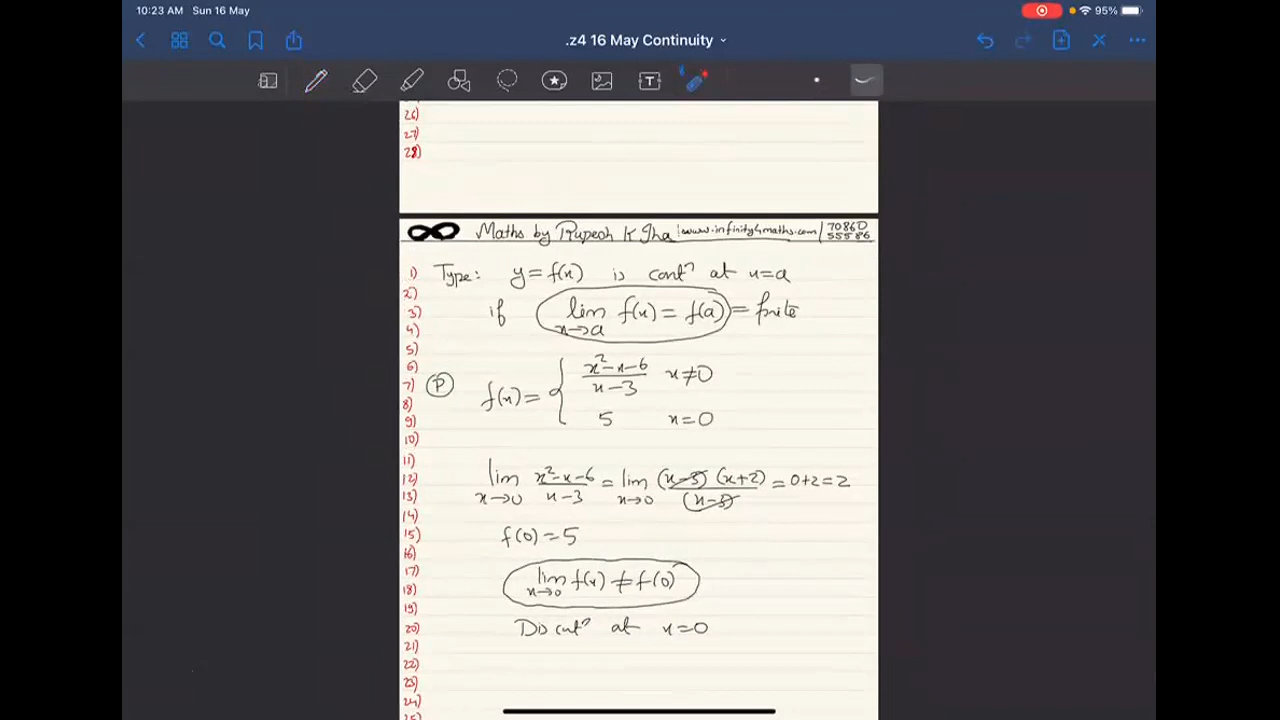 10:23 AM Sun 16 May
95%
.z4 16 May Continuity
26)
27)
28)
Maths by Rupesh K Jha | www.infinity4maths.com / 70860 55586
1) Type: y=f(x) is contⁿ at x=a
2)
3) if lim x→a f(x) = f(a) = finite
4)
5)
6)
7) P f(x) = { x²-x-6 / x-3 x≠0
8)
9) 5 x=0
10)
11)
12) lim x→0 x²-x-6 / x-3 = lim x→0 (x-3) (x+2) / (x-3) = 0+2=2
13)
14)
15) f(0) = 5
16)
17)
18) lim x→0 f(x) ≠ f(0)
19)
20) Discontⁿ at x=0
21)
22)
23)
24)
25)